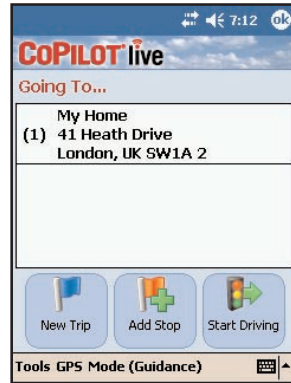 7:12 ok
CoPILOT live
Going To...
My Home
(1) 41 Heath Drive
London, UK SW1A 2
New Trip Add Stop Start Driving
Tools GPS Mode (Guidance)